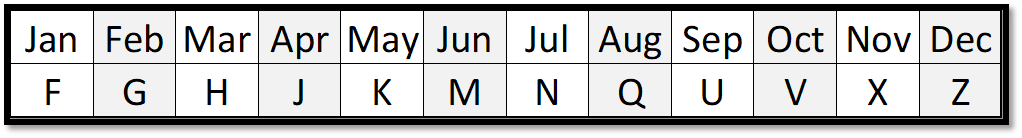 Jan Feb Mar Apr May Jun Jul Aug Sep Oct Nov Dec
F G H J K M N Q U V X Z